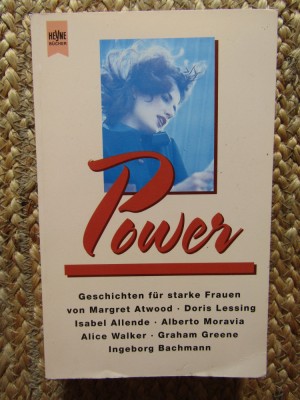 HEYNE
BÜCHER
Power
Geschichten für starke Frauen
von Margret Atwood · Doris Lessing
Isabel Allende · Alberto Moravia
Alice Walker · Graham Greene
Ingeborg Bachmann